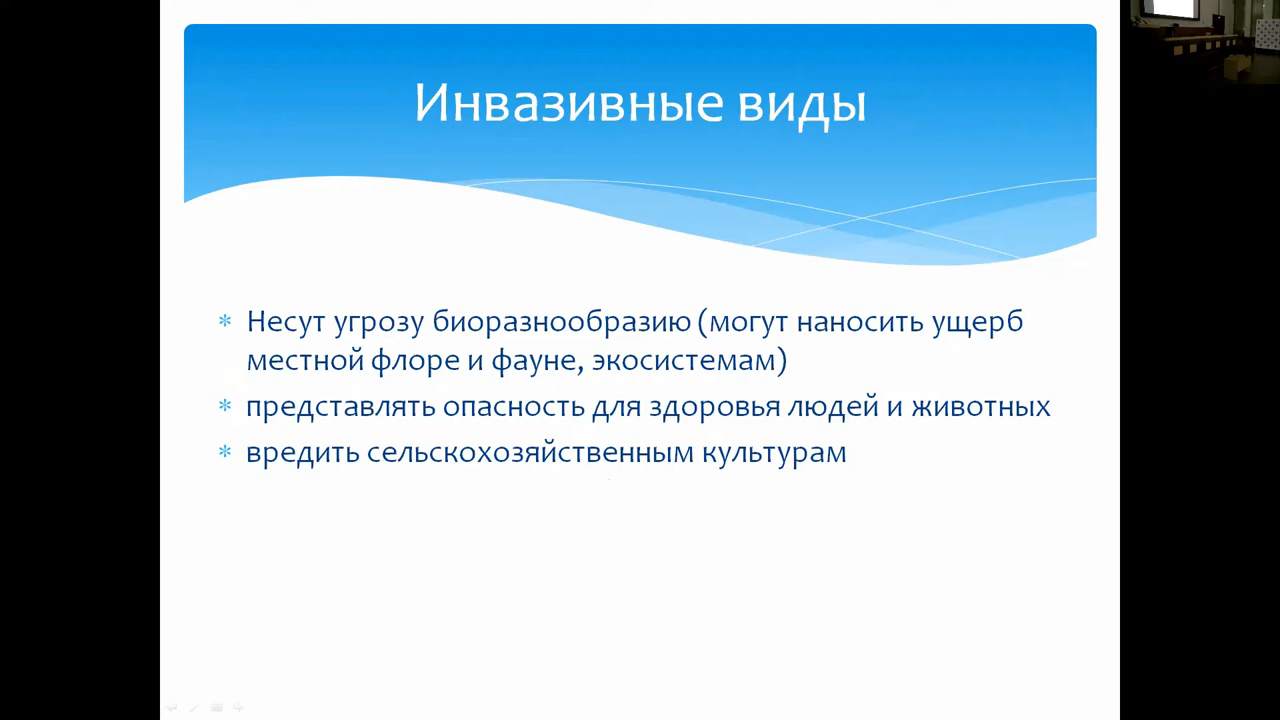 Инвазивные виды
* Несут угрозу биоразнообразию (могут наносить ущерб
местной флоре и фауне, экосистемам)
* представлять опасность для здоровья людей и животных
* вредить сельскохозяйственным культурам